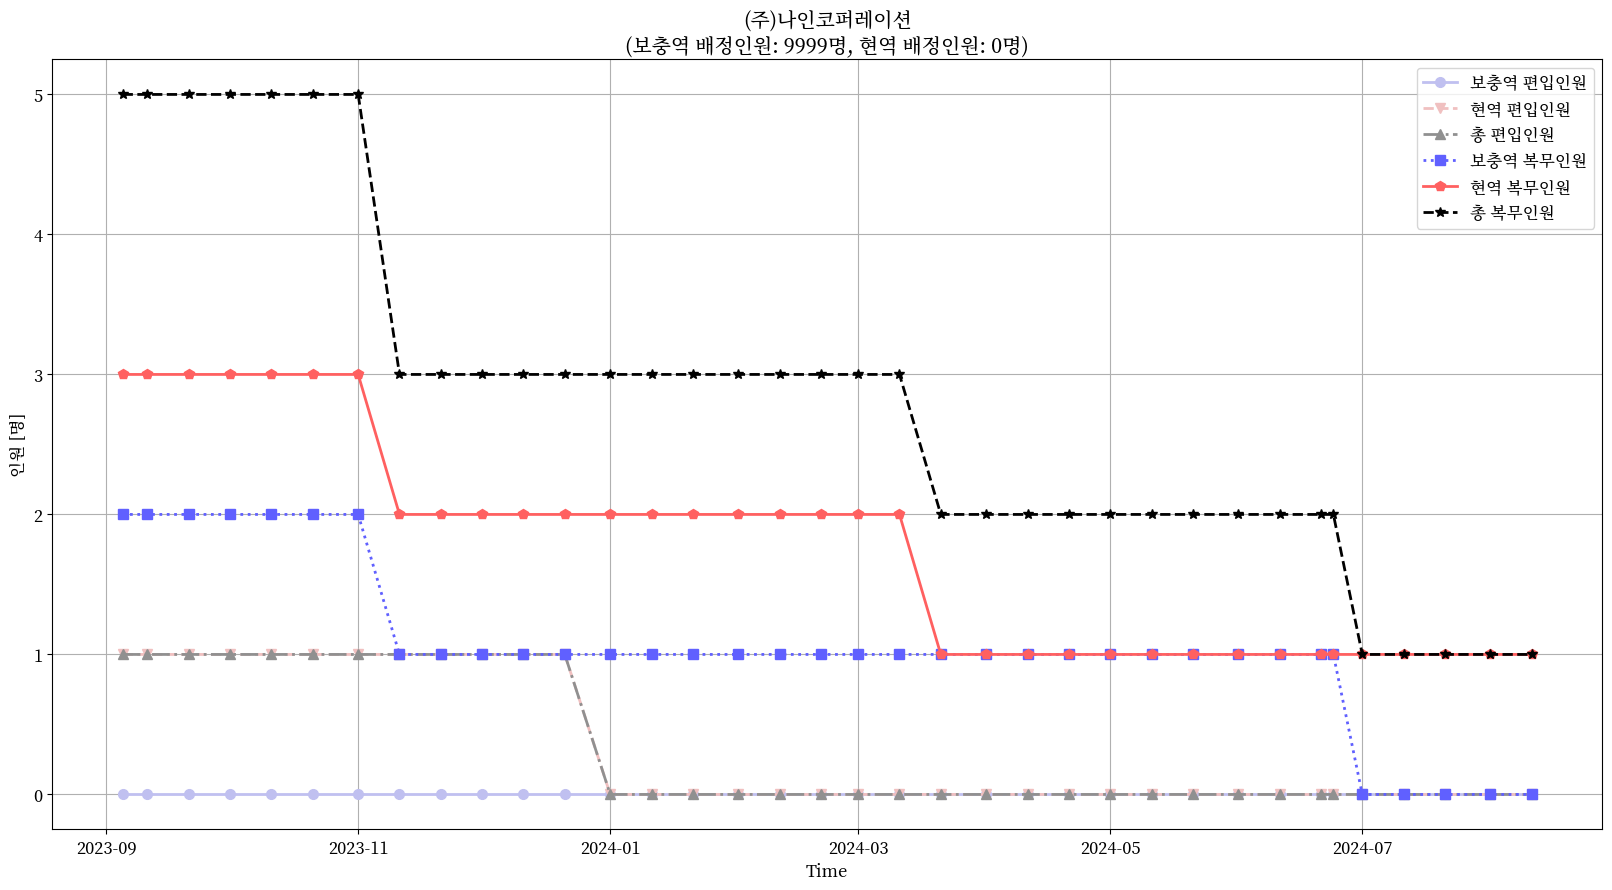 (주)나인코퍼레이션
(보충역 배정인원: 9999명, 현역 배정인원: 0명)
보충역 편입인원
현역 편입인원
총 편입인원
보충역 복무인원
현역 복무인원
총 복무인원
5
4
3
2
1
0
인원 [명]
2023-09
2023-11
2024-01
2024-03
2024-05
2024-07
Time